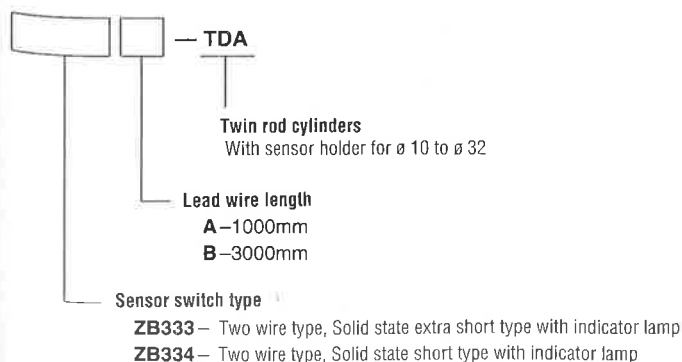 — TDA
Twin rod cylinders
With sensor holder for ø 10 to ø 32
Lead wire length
A–1000mm
B–3000mm
Sensor switch type
ZB333– Two wire type, Solid state extra short type with indicator lamp
ZB334– Two wire type, Solid state short type with indicator lamp